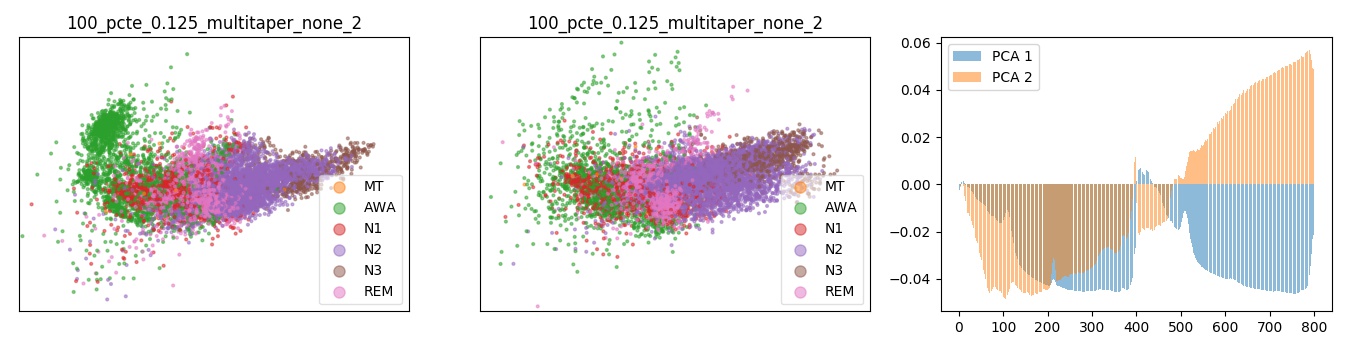 100_pcte_0.125_multitaper_none_2
MT
AWA
N1
N2
N3
REM
100_pcte_0.125_multitaper_none_2
MT
AWA
N1
N2
N3
REM
PCA 1
PCA 2
0.06
0.04
0.02
0.00
−0.02
−0.04
0 100 200 300 400 500 600 700 800